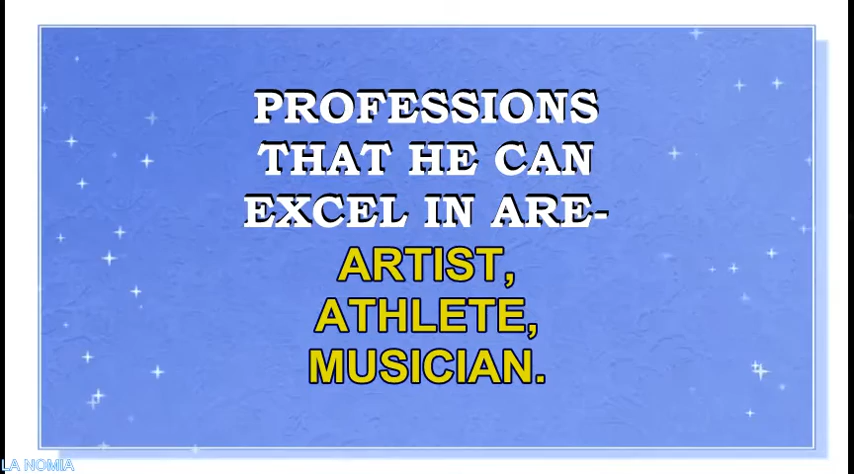 PROFESSIONS
THAT HE CAN
EXCEL IN ARE-
ARTIST,
ATHLETE,
MUSICIAN.
LA NOMIA